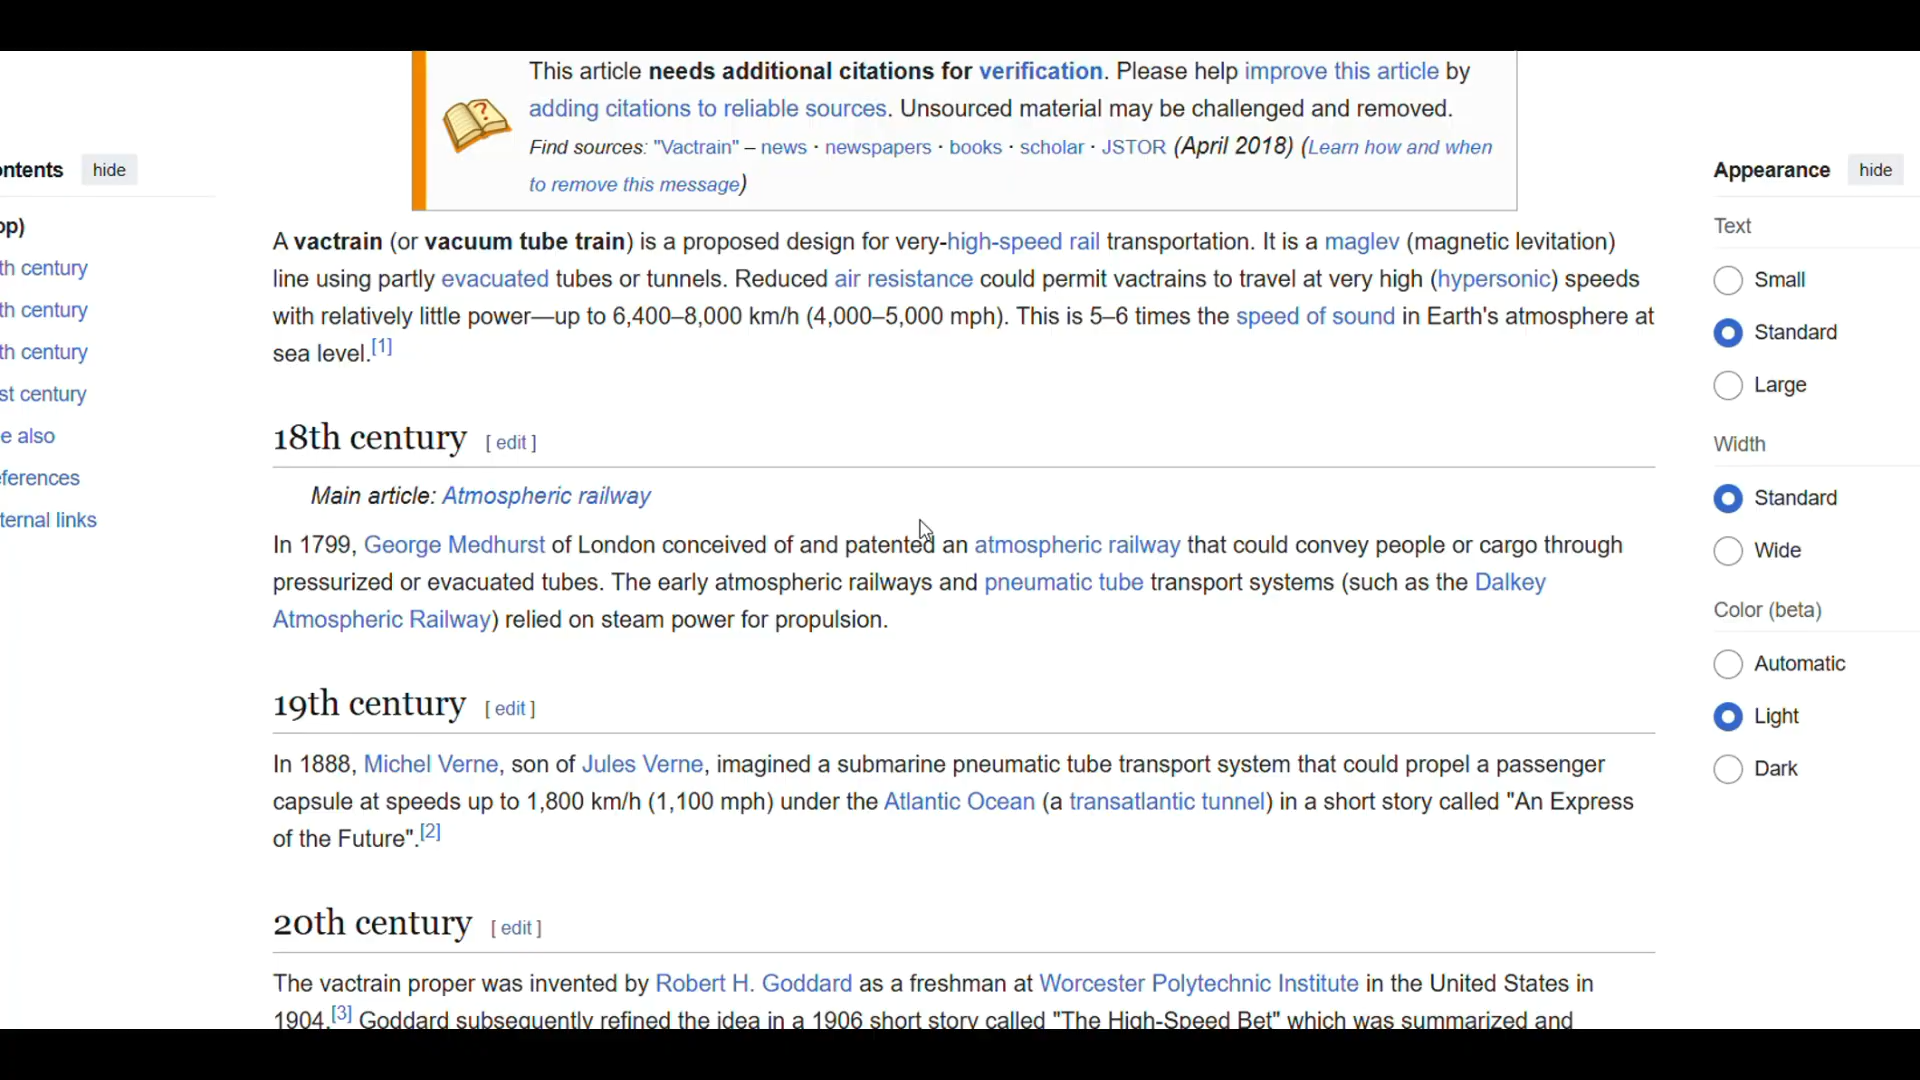 This article needs additional citations for verification. Please help improve this article by
adding citations to reliable sources. Unsourced material may be challenged and removed.
Find sources: "Vactrain" – news · newspapers · books · scholar · JSTOR (April 2018) (Learn how and when
to remove this message)
ontents hide
op)
th century
th century
th century
st century
e also
ferences
ternal links
A vactrain (or vacuum tube train) is a proposed design for very-high-speed rail transportation. It is a maglev (magnetic levitation)
line using partly evacuated tubes or tunnels. Reduced air resistance could permit vactrains to travel at very high (hypersonic) speeds
with relatively little power—up to 6,400–8,000 km/h (4,000–5,000 mph). This is 5–6 times the speed of sound in Earth's atmosphere at
sea level.[1]
18th century [ edit ]
Main article: Atmospheric railway
In 1799, George Medhurst of London conceived of and patented an atmospheric railway that could convey people or cargo through
pressurized or evacuated tubes. The early atmospheric railways and pneumatic tube transport systems (such as the Dalkey
Atmospheric Railway) relied on steam power for propulsion.
19th century [ edit ]
In 1888, Michel Verne, son of Jules Verne, imagined a submarine pneumatic tube transport system that could propel a passenger
capsule at speeds up to 1,800 km/h (1,100 mph) under the Atlantic Ocean (a transatlantic tunnel) in a short story called "An Express
of the Future".[2]
20th century [ edit ]
The vactrain proper was invented by Robert H. Goddard as a freshman at Worcester Polytechnic Institute in the United States in
1904.[3] Goddard subsequently refined the idea in a 1906 short story called "The High-Speed Bet" which was summarized and
Appearance hide
Text
Small
Standard
Large
Width
Standard
Wide
Color (beta)
Automatic
Light
Dark